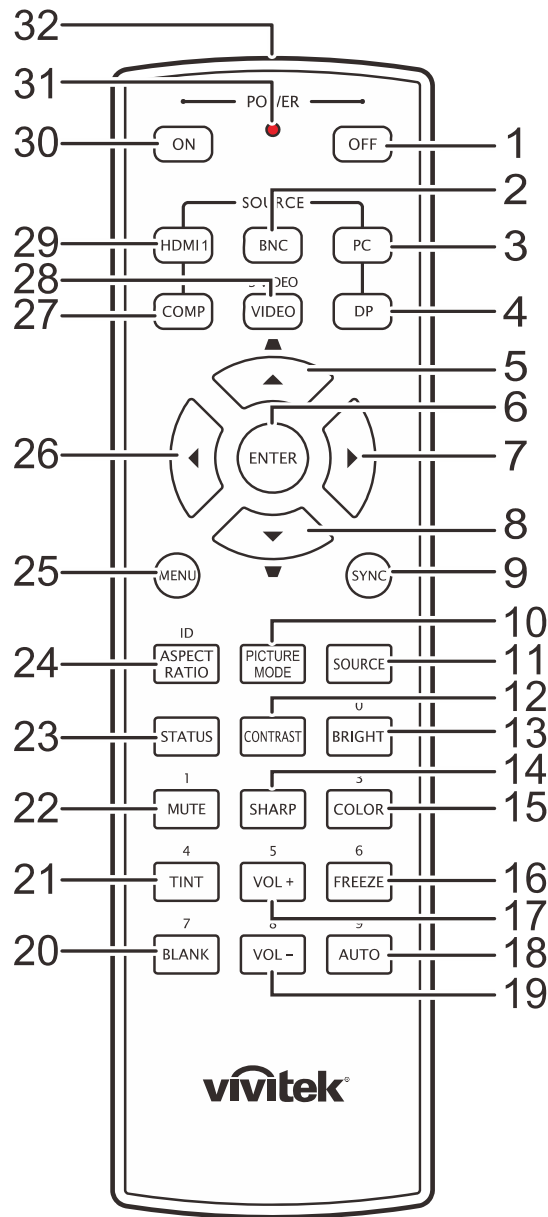 32
31
POWER
30 ON OFF 1
2
SOURCE
29 HDMI 1 BNC PC 3
28 S-VIDEO
27 COMP VIDEO DP 4
5
6
26 ENTER 7
8
25 MENU SYNC 9
ID 10
24 ASPECT RATIO PICTURE MODE SOURCE 11
12
0
23 STATUS CONTRAST BRIGHT 13
1 3 14
22 MUTE SHARP COLOR 15
4 5 6
21 TINT VOL + FREEZE 16
17
7 8 9
20 BLANK VOL - AUTO 18
19
vivitek®